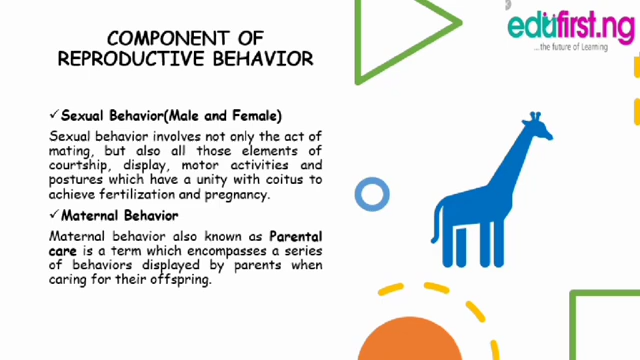 edufirst.ng
...the future of Learning
COMPONENT OF
REPRODUCTIVE BEHAVIOR
✓Sexual Behavior(Male and Female)
Sexual behavior involves not only the act of
mating, but also all those elements of
courtship, display, motor activities and
postures which have a unity with coitus to
achieve fertilization and pregnancy.
✓Maternal Behavior
Maternal behavior also known as Parental
care is a term which encompasses a series
of behaviors displayed by parents when
caring for their offspring.